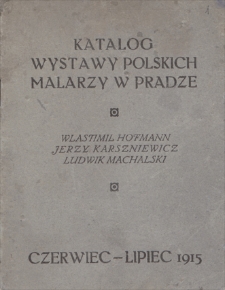 KATALOG
WYSTAWY POLSKICH
MALARZY W PRADZE
WLASTIMIL HOFMANN
JERZY KARSZNIEWICZ
LUDWIK MACHALSKI
CZERWIEC – LIPIEC 1915